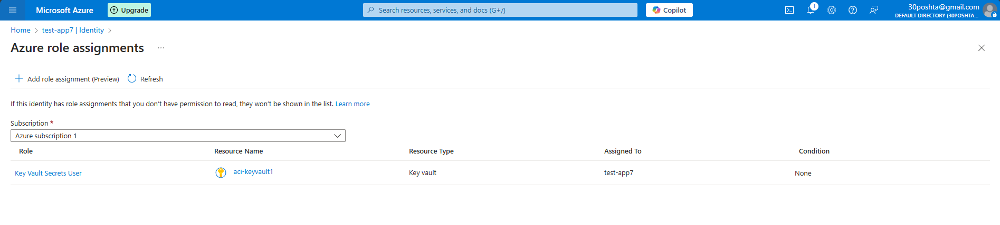 Microsoft Azure
Upgrade
Search resources, services, and docs (G+/)
Copilot
1
30poshta@gmail.com
DEFAULT DIRECTORY (30POSHTA...
Home > test-app7 | Identity >
Azure role assignments ...
Add role assignment (Preview)
Refresh
If this identity has role assignments that you don't have permission to read, they won't be shown in the list. Learn more
Subscription *
Azure subscription 1
Role Resource Name Resource Type Assigned To Condition
Key Vault Secrets User aci-keyvault1 Key vault test-app7 None